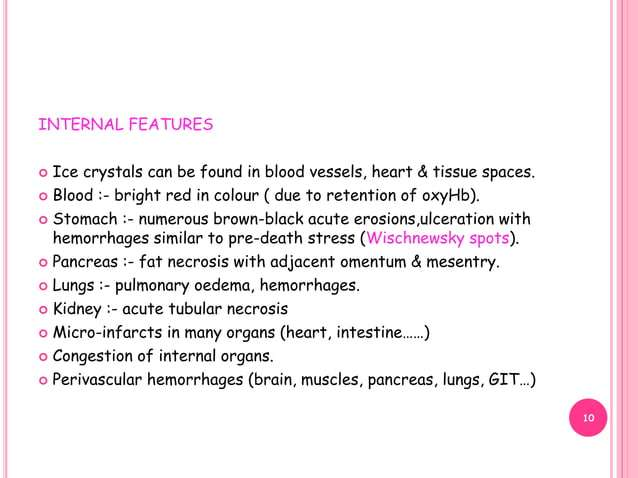 INTERNAL FEATURES
Ice crystals can be found in blood vessels, heart & tissue spaces.
Blood :- bright red in colour ( due to retention of oxyHb).
Stomach :- numerous brown-black acute erosions,ulceration with
hemorrhages similar to pre-death stress (Wischnewsky spots).
Pancreas :- fat necrosis with adjacent omentum & mesentry.
Lungs :- pulmonary oedema, hemorrhages.
Kidney :- acute tubular necrosis
Micro-infarcts in many organs (heart, intestine……)
Congestion of internal organs.
Perivascular hemorrhages (brain, muscles, pancreas, lungs, GIT…)
10